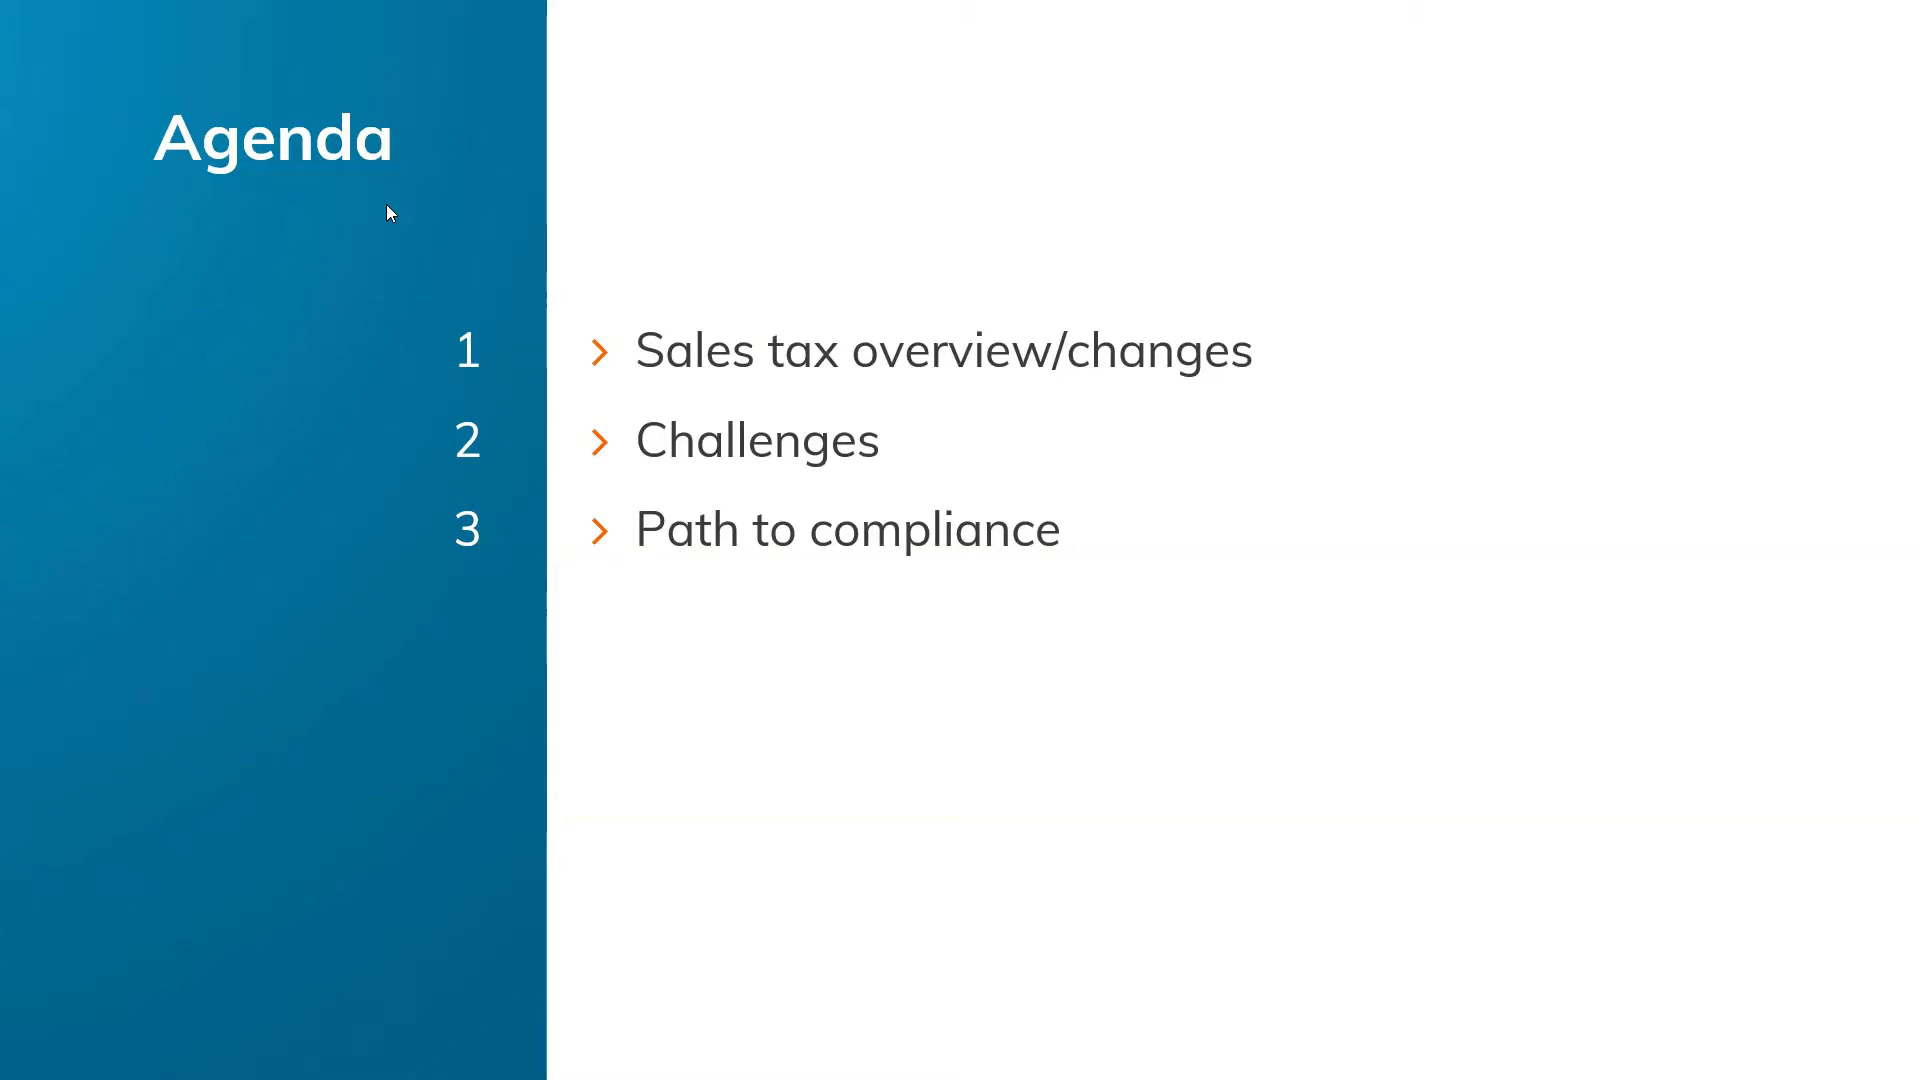 Agenda
1 Sales tax overview/changes
2 Challenges
3 Path to compliance